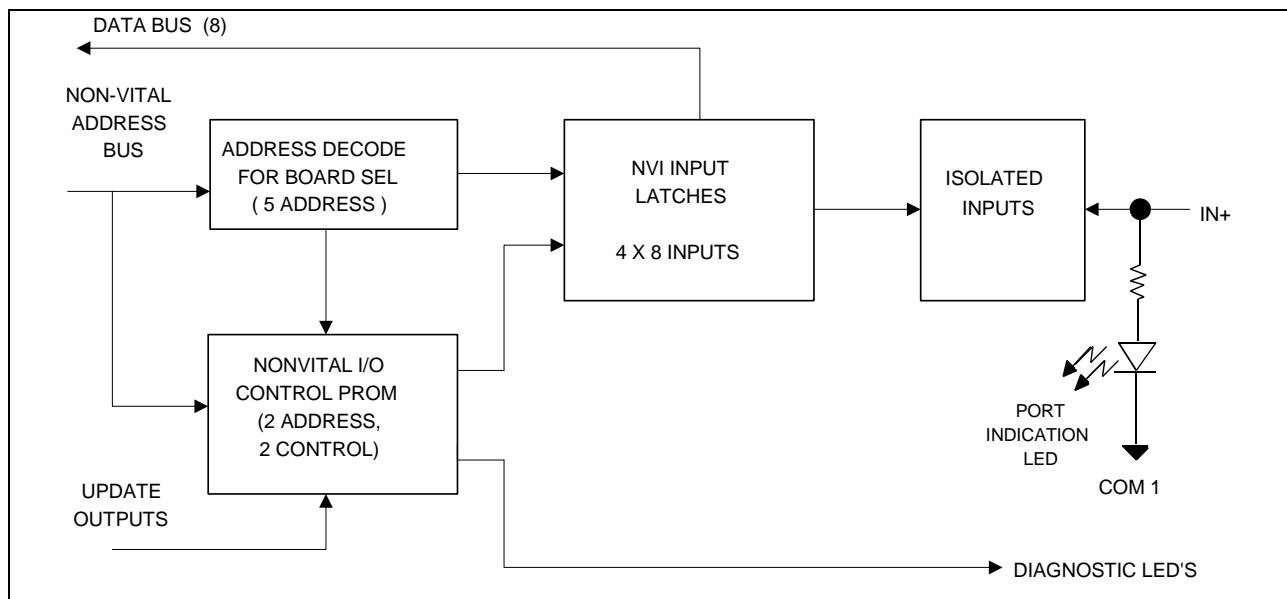 DATA BUS (8)
NON-VITAL
ADDRESS
BUS
ADDRESS DECODE
FOR BOARD SEL
( 5 ADDRESS )
NVI INPUT
LATCHES
4 X 8 INPUTS
ISOLATED
INPUTS
IN+
NONVITAL I/O
CONTROL PROM
(2 ADDRESS,
2 CONTROL)
PORT
INDICATION
LED
COM 1
UPDATE
OUTPUTS
DIAGNOSTIC LED'S